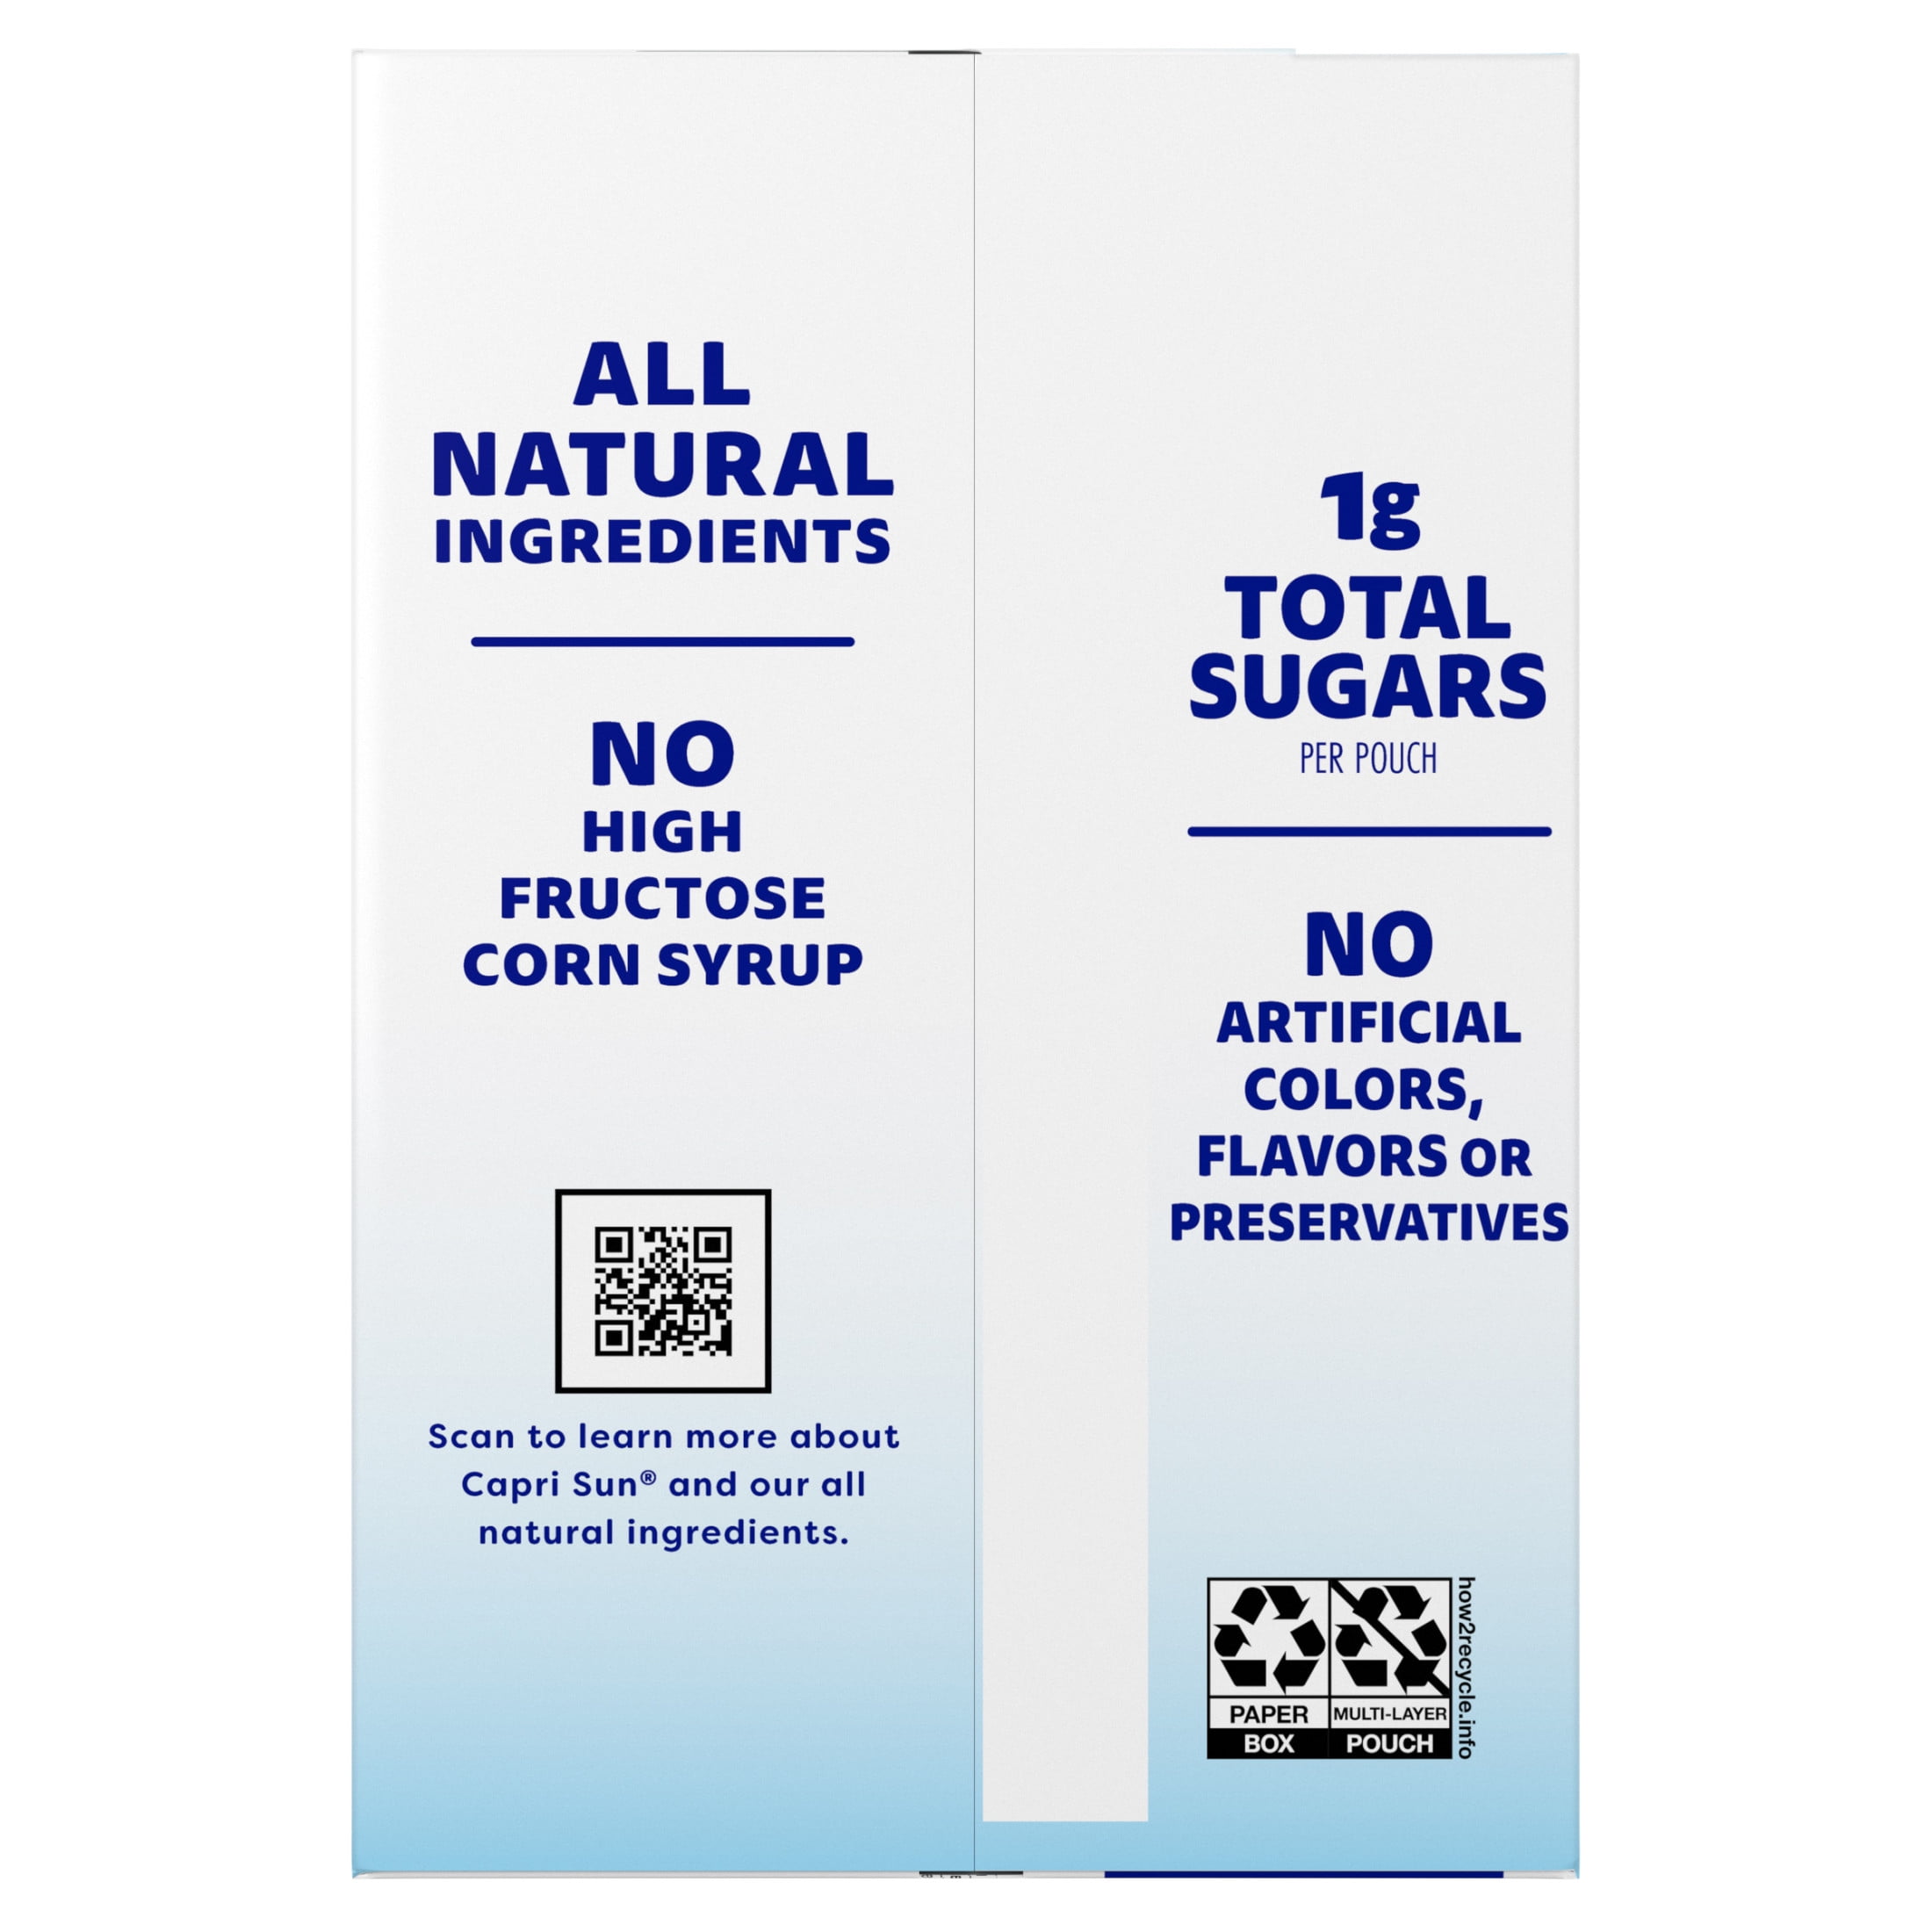 ALL
NATURAL
INGREDIENTS
NO
HIGH
FRUCTOSE
CORN SYRUP
Scan to learn more about
Capri Sun® and our all
natural ingredients.
1g
TOTAL
SUGARS
PER POUCH
NO
ARTIFICIAL
COLORS,
FLAVORS OR
PRESERVATIVES
PAPER
BOX
MULTI-LAYER
POUCH
how2recycle.info